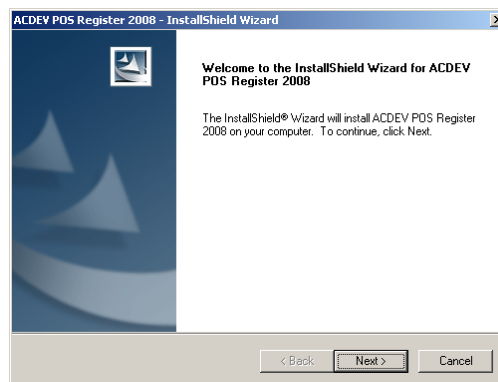 ACDEV POS Register 2008 - InstallShield Wizard
Welcome to the InstallShield Wizard for ACDEV
POS Register 2008
The InstallShield® Wizard will install ACDEV POS Register
2008 on your computer. To continue, click Next.
< Back Next > Cancel